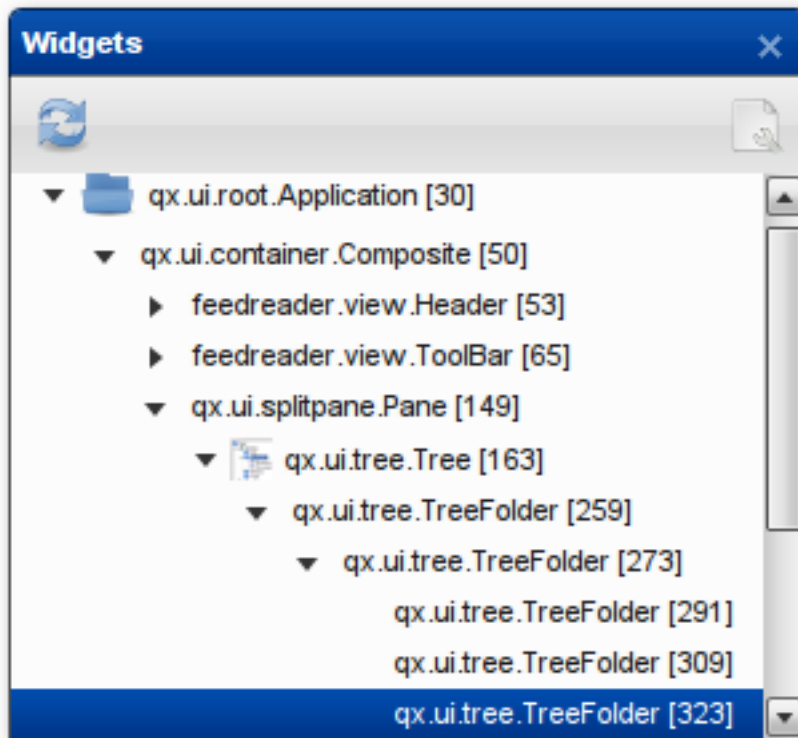 Widgets
qx.ui.root.Application [30]
qx.ui.container.Composite [50]
feedreader.view.Header [53]
feedreader.view.ToolBar [65]
qx.ui.splitpane.Pane [149]
qx.ui.tree.Tree [163]
qx.ui.tree.TreeFolder [259]
qx.ui.tree.TreeFolder [273]
qx.ui.tree.TreeFolder [291]
qx.ui.tree.TreeFolder [309]
qx.ui.tree.TreeFolder [323]